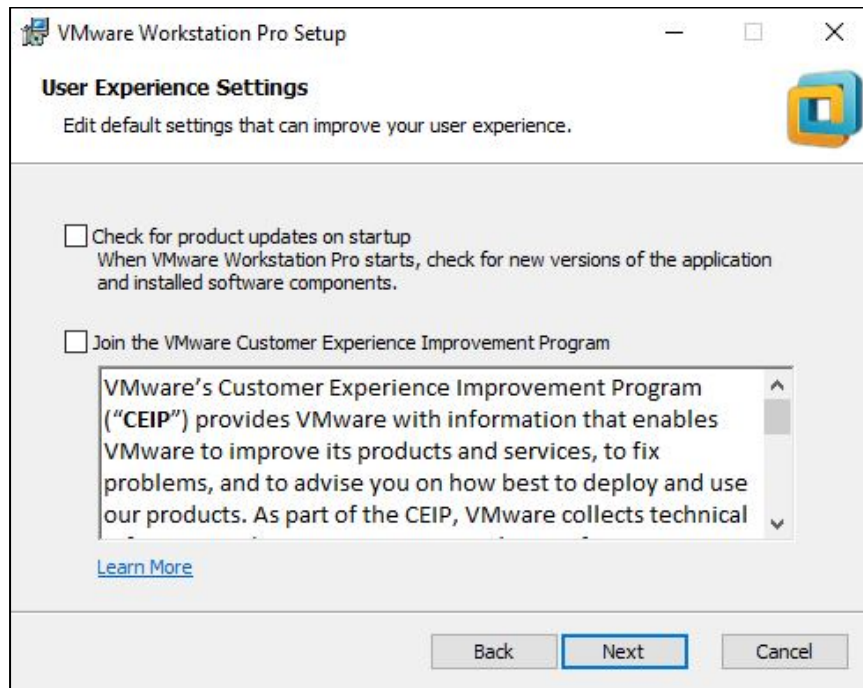 VMware Workstation Pro Setup
User Experience Settings
Edit default settings that can improve your user experience.
Check for product updates on startup
When VMware Workstation Pro starts, check for new versions of the application
and installed software components.
Join the VMware Customer Experience Improvement Program
VMware's Customer Experience Improvement Program
("CEIP") provides VMware with information that enables
VMware to improve its products and services, to fix
problems, and to advise you on how best to deploy and use
our products. As part of the CEIP, VMware collects technical
Learn More
Back Next Cancel